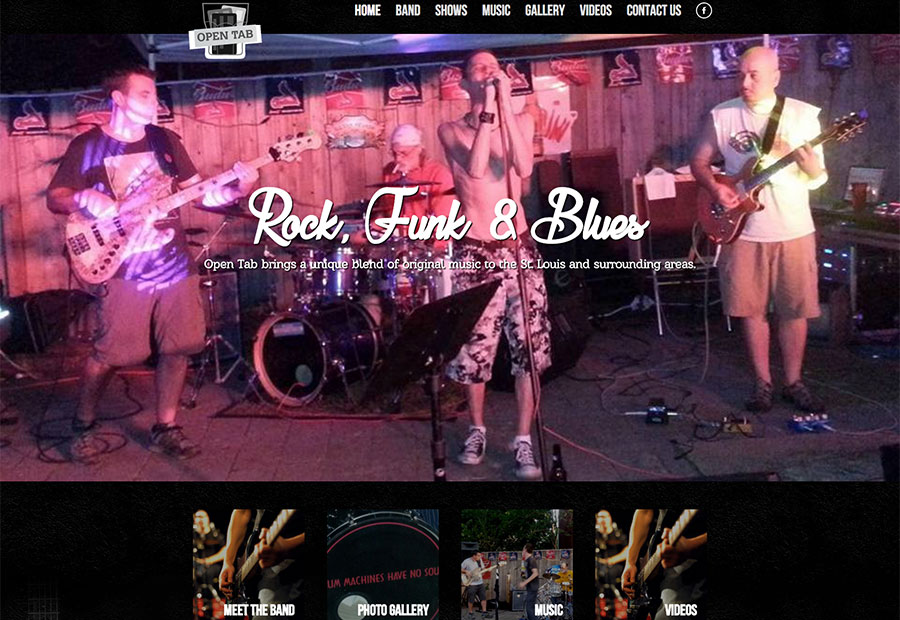 OPEN TAB
HOME BAND SHOWS MUSIC GALLERY VIDEOS CONTACT US f
Rock, Funk & Blues
Open Tab brings a unique blend of original music to the St. Louis and surrounding areas.
UM MACHINES HAVE NO SOU
MEET THE BAND PHOTO GALLERY MUSIC VIDEOS